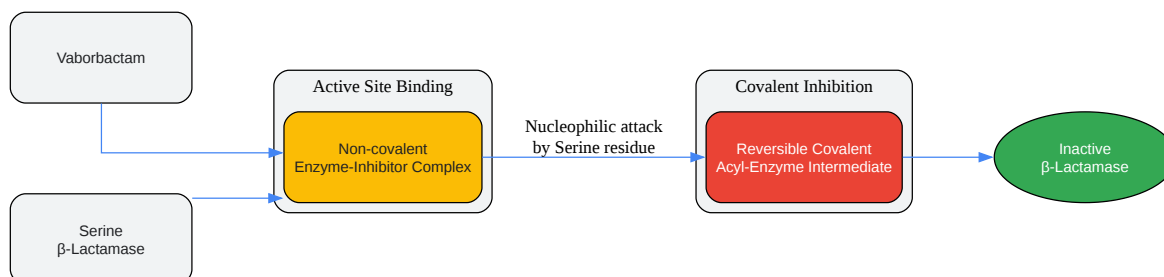 Vaborbactam
Serine
β-Lactamase
Active Site Binding
Non-covalent
Enzyme-Inhibitor Complex
Nucleophilic attack
by Serine residue
Covalent Inhibition
Reversible Covalent
Acyl-Enzyme Intermediate
Inactive
β-Lactamase